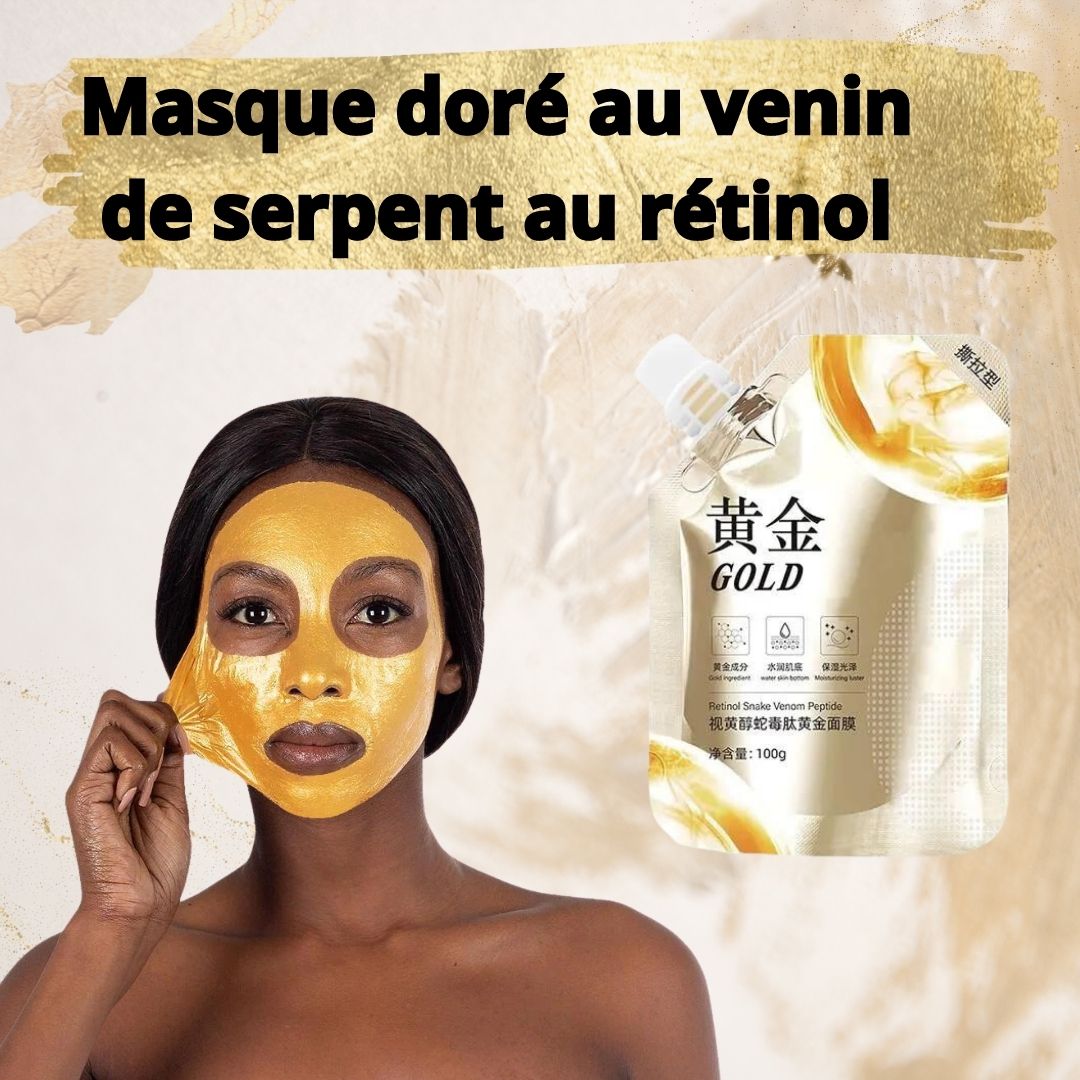 Masque doré au venin
de serpent au rétinol
撕拉型
黄金
GOLD
黄金成分 水润肌底 保湿光泽
Gold ingredient water skin bottom Moisturizing luster
Retinol Snake Venom Peptide
视黄醇蛇毒肽黄金面膜
净含量：100g